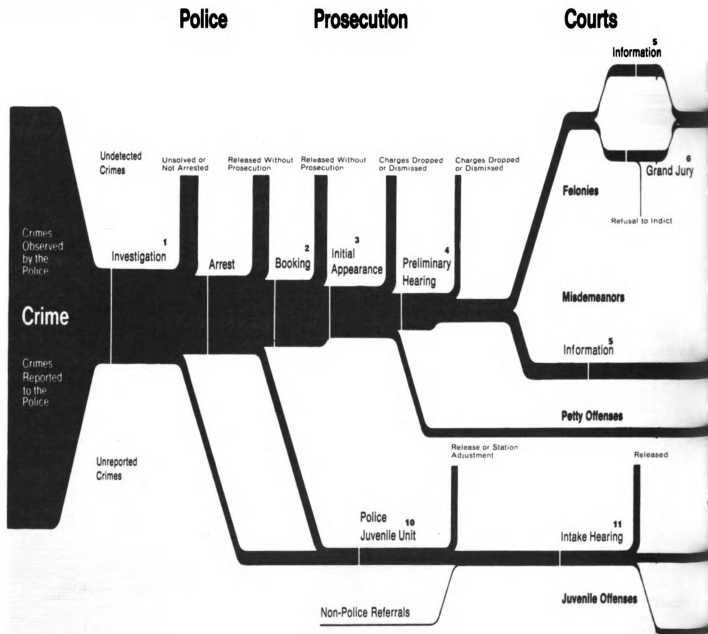 Police
Prosecution
Courts
5
Information
Undetected
Crimes
Unsolved or
Not Arrested
Released Without
Prosecution
Released Without
Prosecution
Charges Dropped
or Dismissed
Charges Dropped
or Dismissed
6
Grand Jury
Felonies
Refusal to Indict
Crimes
Observed
by the
Police
1
Investigation
Arrest
2
Booking
3
Initial
Appearance
4
Preliminary
Hearing
Misdemeanors
Crime
5
Information
Crimes
Reported
to the
Police
Petty Offenses
Unreported
Crimes
Release or Station
Adjustment
Released
Police
Juvenile Unit
10
Intake Hearing
11
Non-Police Referrals
Juvenile Offenses